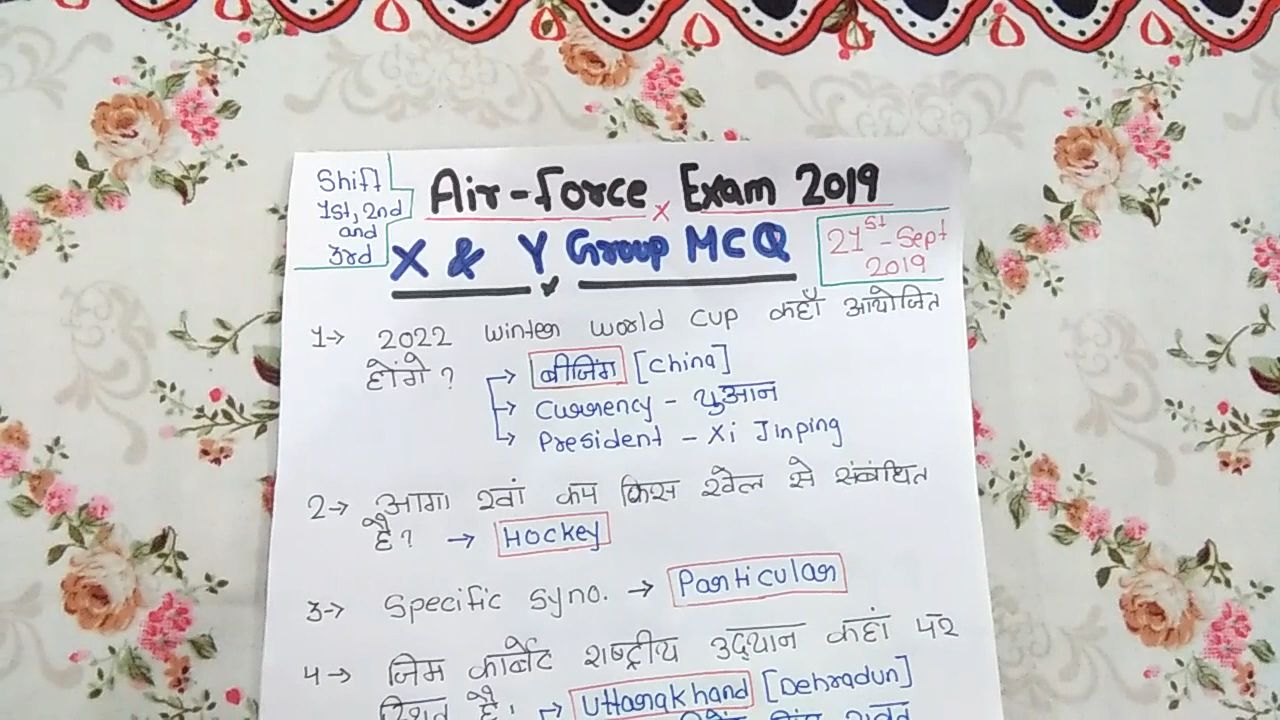 Shift
1st, 2nd
and
3rd
Air-force Exam 2019
X & Y Group MCQ
21st - Sept
2019
1→ 2022 winter world cup कहाँ आयोजित
होंगे ? → बीजिंग [China]
→ Currency - युआन
→ President - Xi Jinping
2→ आगा खां कप किस खेल से संबंधित
है? → Hockey
3→ Specific Syno. → Particular
4→ जिम कार्बेट राष्ट्रीय उद्‌यान कहां पर
स्थित है। → Uttarakhand [Dehradun]